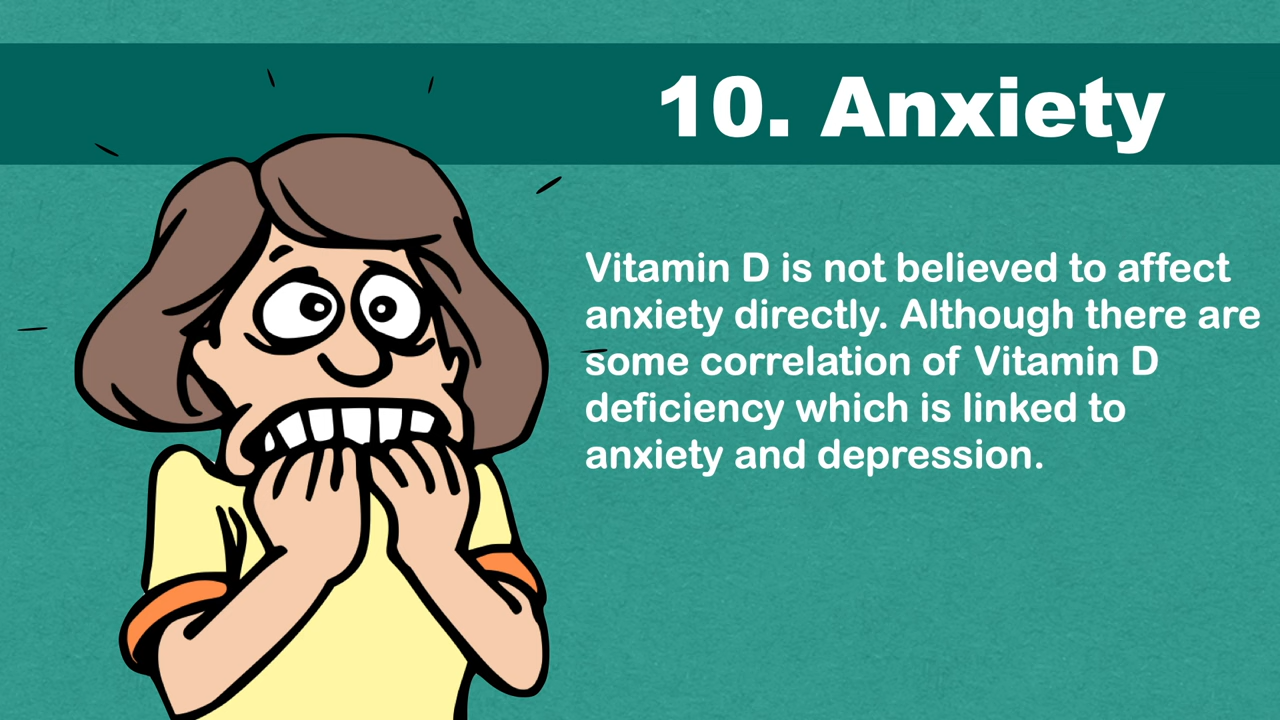 10. Anxiety
Vitamin D is not believed to affect
anxiety directly. Although there are
some correlation of Vitamin D
deficiency which is linked to
anxiety and depression.